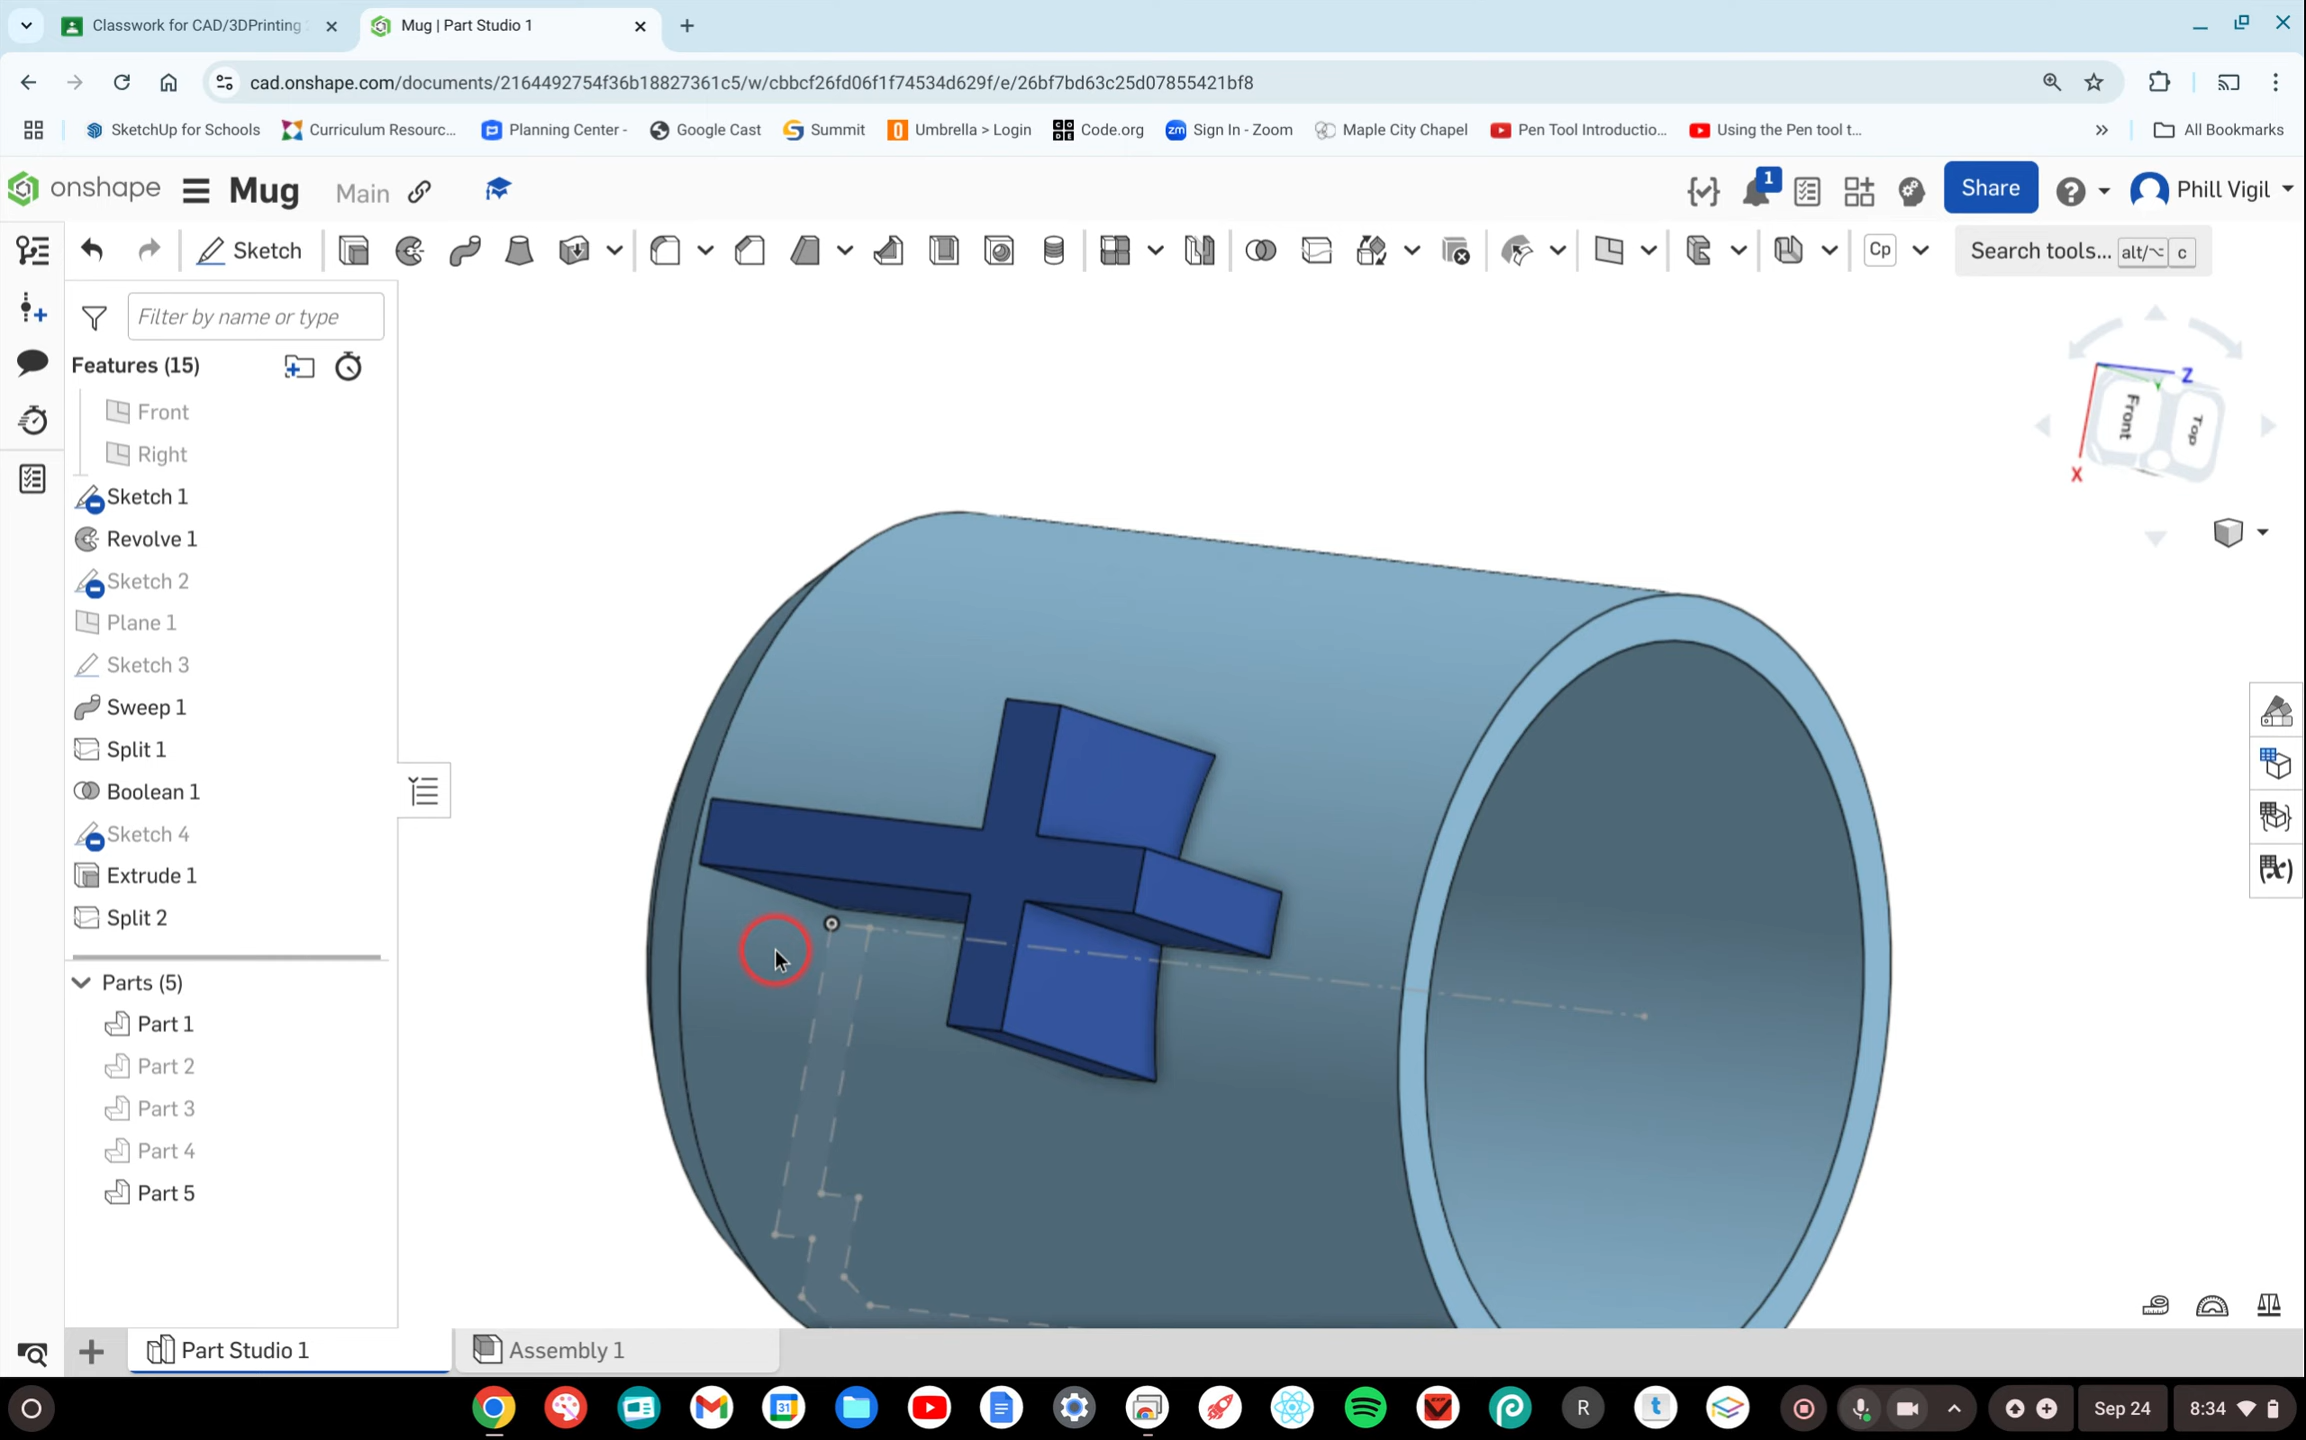 Classwork for CAD/3DPrinting
Mug | Part Studio 1
cad.onshape.com/documents/2164492754f36b18827361c5/w/cbbcf26fd06f1f74534d629f/e/26bf7bd63c25d07855421bf8
SketchUp for Schools
Curriculum Resourc...
Planning Center -
Google Cast
Summit
Umbrella > Login
Code.org
zm
Sign In - Zoom
Maple City Chapel
Pen Tool Introductio...
Using the Pen tool t...
All Bookmarks
onshape
Mug
Main
1
Share
Phill Vigil
Sketch
Cp
Search tools... alt/⌥ c
Filter by name or type
Features (15)
Front
Right
Sketch 1
Revolve 1
Sketch 2
Plane 1
Sketch 3
Sweep 1
Split 1
Boolean 1
Sketch 4
Extrude 1
Split 2
Parts (5)
Part 1
Part 2
Part 3
Part 4
Part 5
Z
Front
Top
X
(x)
Part Studio 1
Assembly 1
31
R
t
Sep 24
8:34